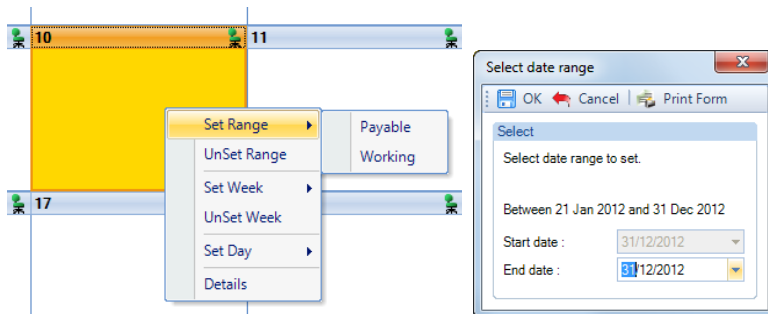 10
11
17
Set Range
UnSet Range
Set Week
UnSet Week
Set Day
Details
Payable
Working
Select date range
OK Cancel Print Form
Select
Select date range to set.
Between 21 Jan 2012 and 31 Dec 2012
Start date : 31/12/2012
End date : 31/12/2012